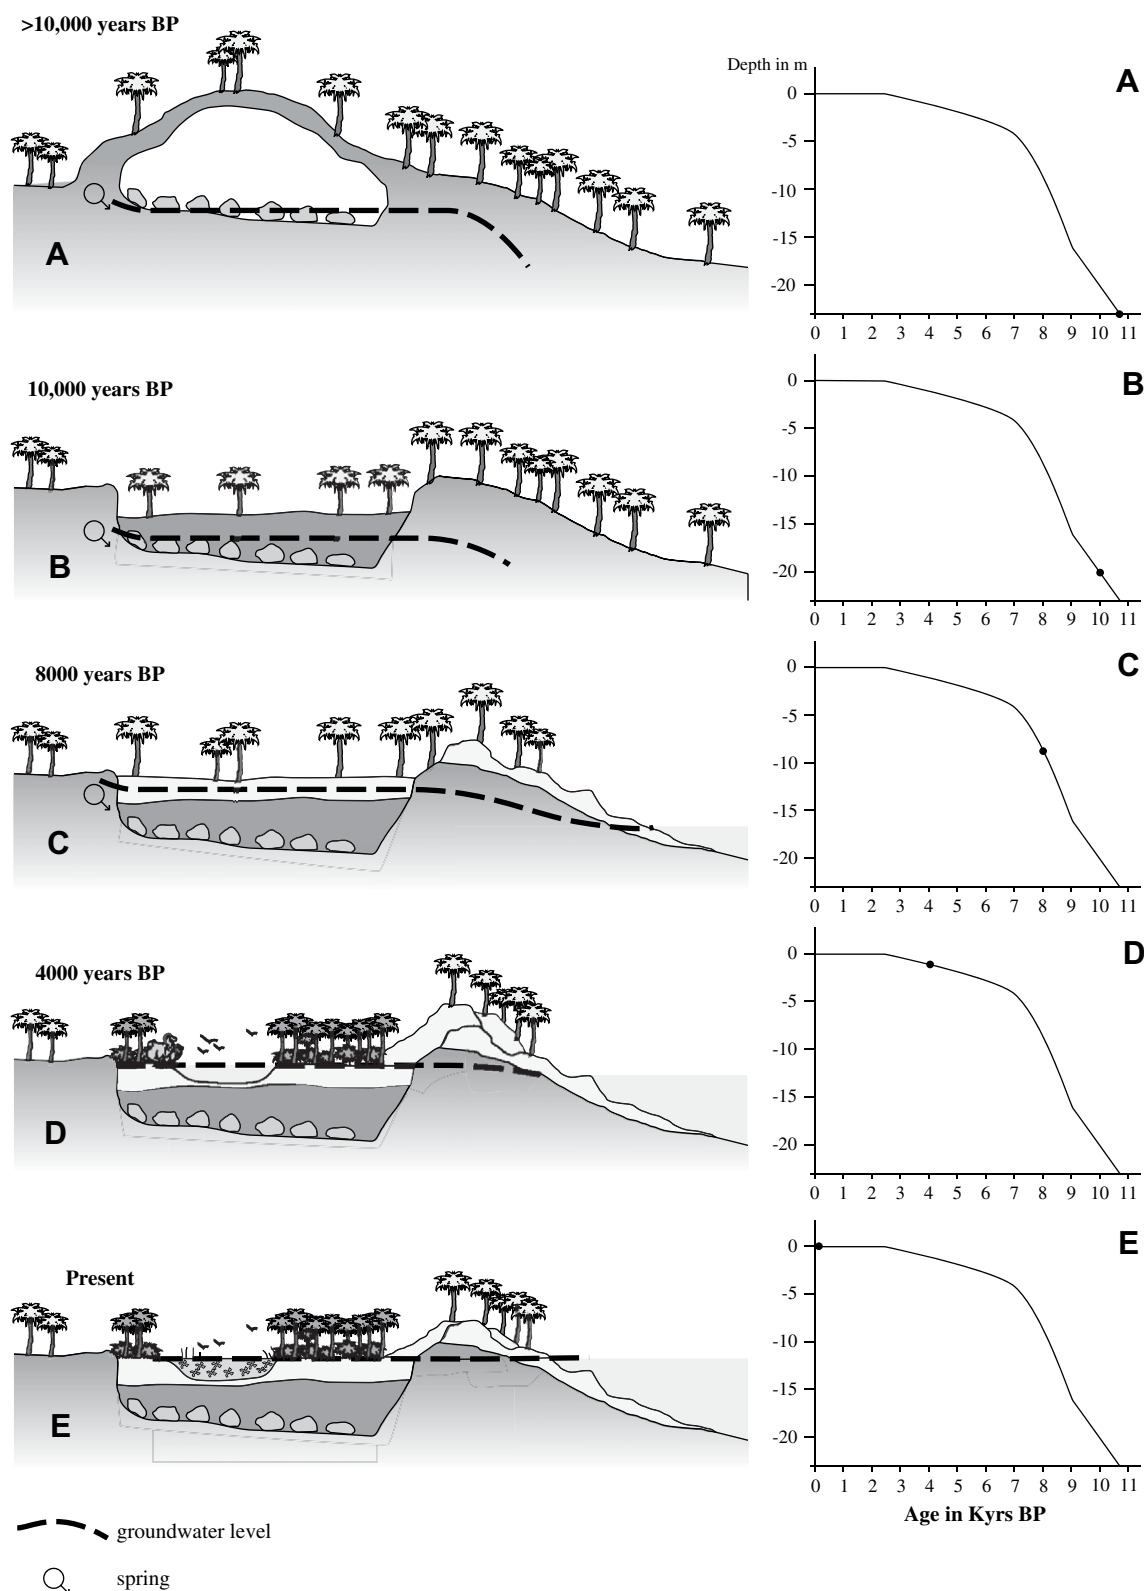 >10,000 years BP
A
Depth in m
A
0
-5
-10
-15
-20
0 1 2 3 4 5 6 7 8 9 10 11
10,000 years BP
B
B
0
-5
-10
-15
-20
0 1 2 3 4 5 6 7 8 9 10 11
8000 years BP
C
C
0
-5
-10
-15
-20
0 1 2 3 4 5 6 7 8 9 10 11
4000 years BP
D
D
0
-5
-10
-15
-20
0 1 2 3 4 5 6 7 8 9 10 11
Present
E
E
0
-5
-10
-15
-20
0 1 2 3 4 5 6 7 8 9 10 11
Age in Kyrs BP
groundwater level
spring